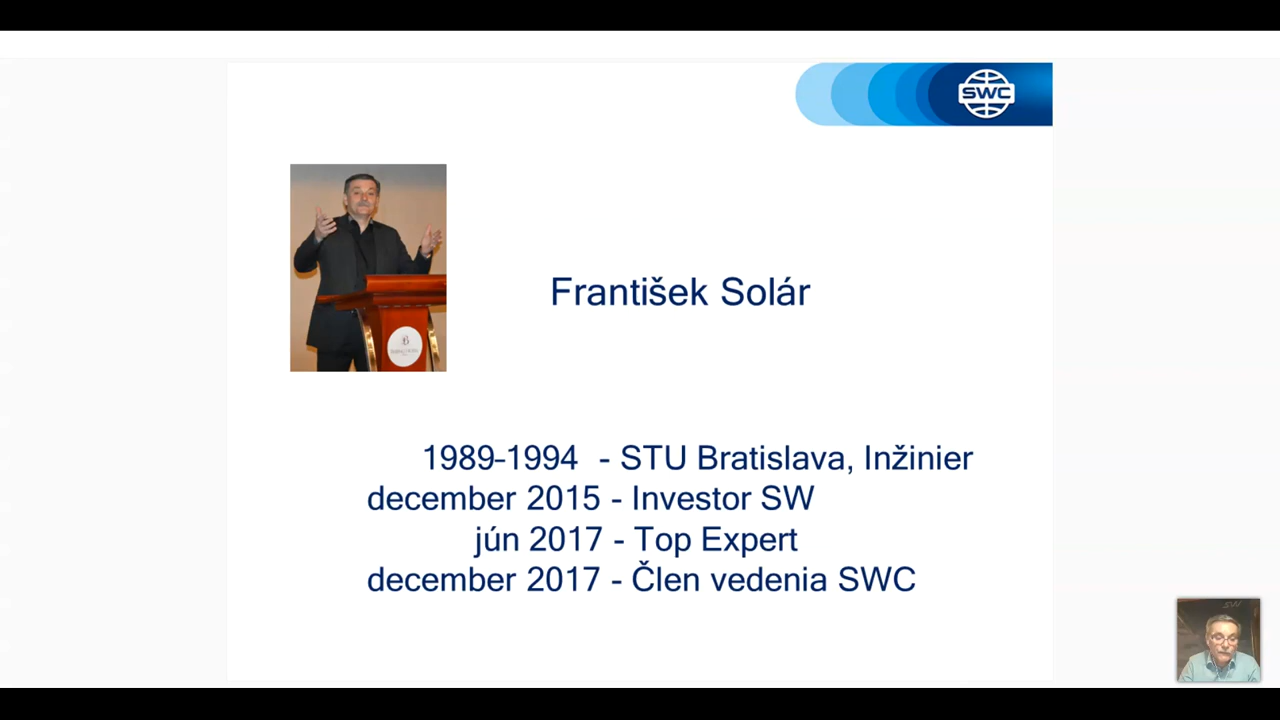 SWC
František Solár
1989-1994 - STU Bratislava, Inžinier
december 2015 - Investor SW
jún 2017 - Top Expert
december 2017 - Člen vedenia SWC